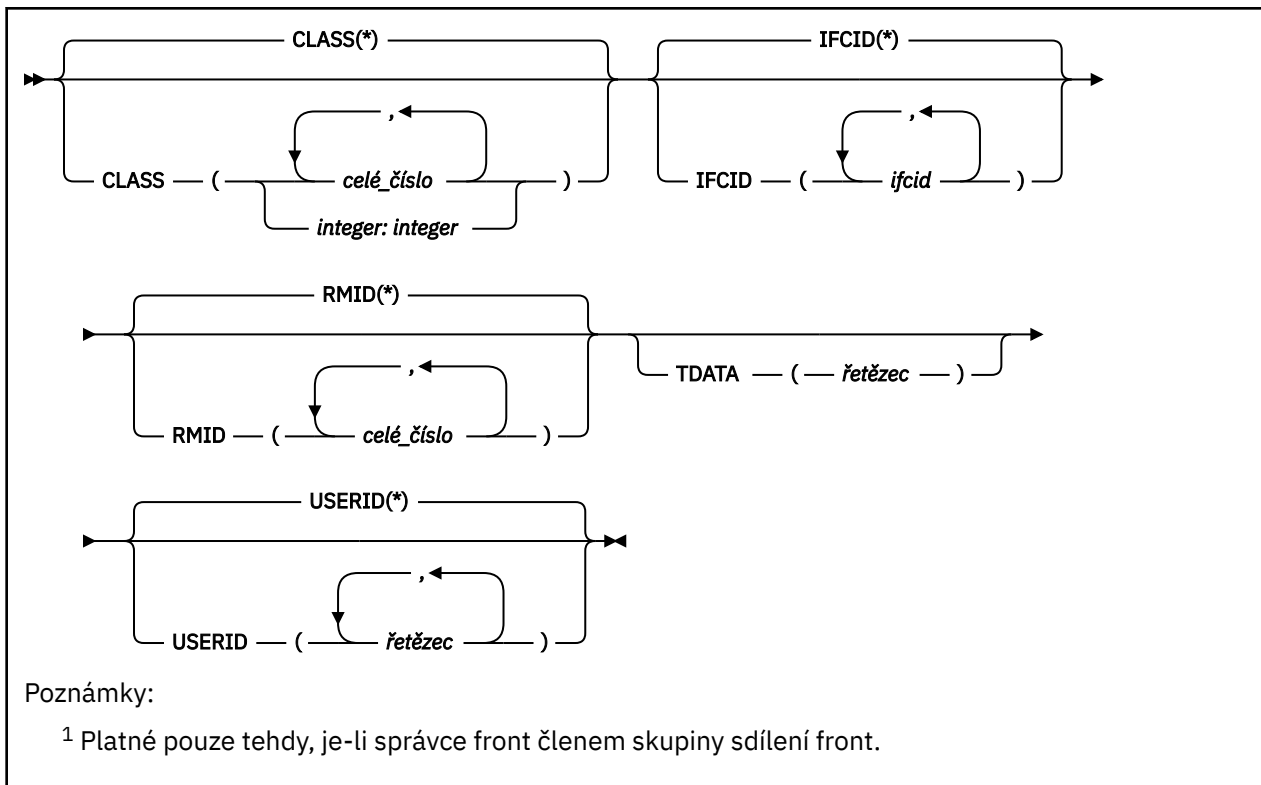 CLASS(*) IFCID(*)
, ,
CLASS ( celé_číslo ) IFCID ( ifcid )
integer: integer
RMID(*)
,
TDATA ( řetězec )
RMID ( celé_číslo )
USERID(*)
,
USERID ( řetězec )
Poznámky:
1 Platné pouze tehdy, je-li správce front členem skupiny sdílení front.